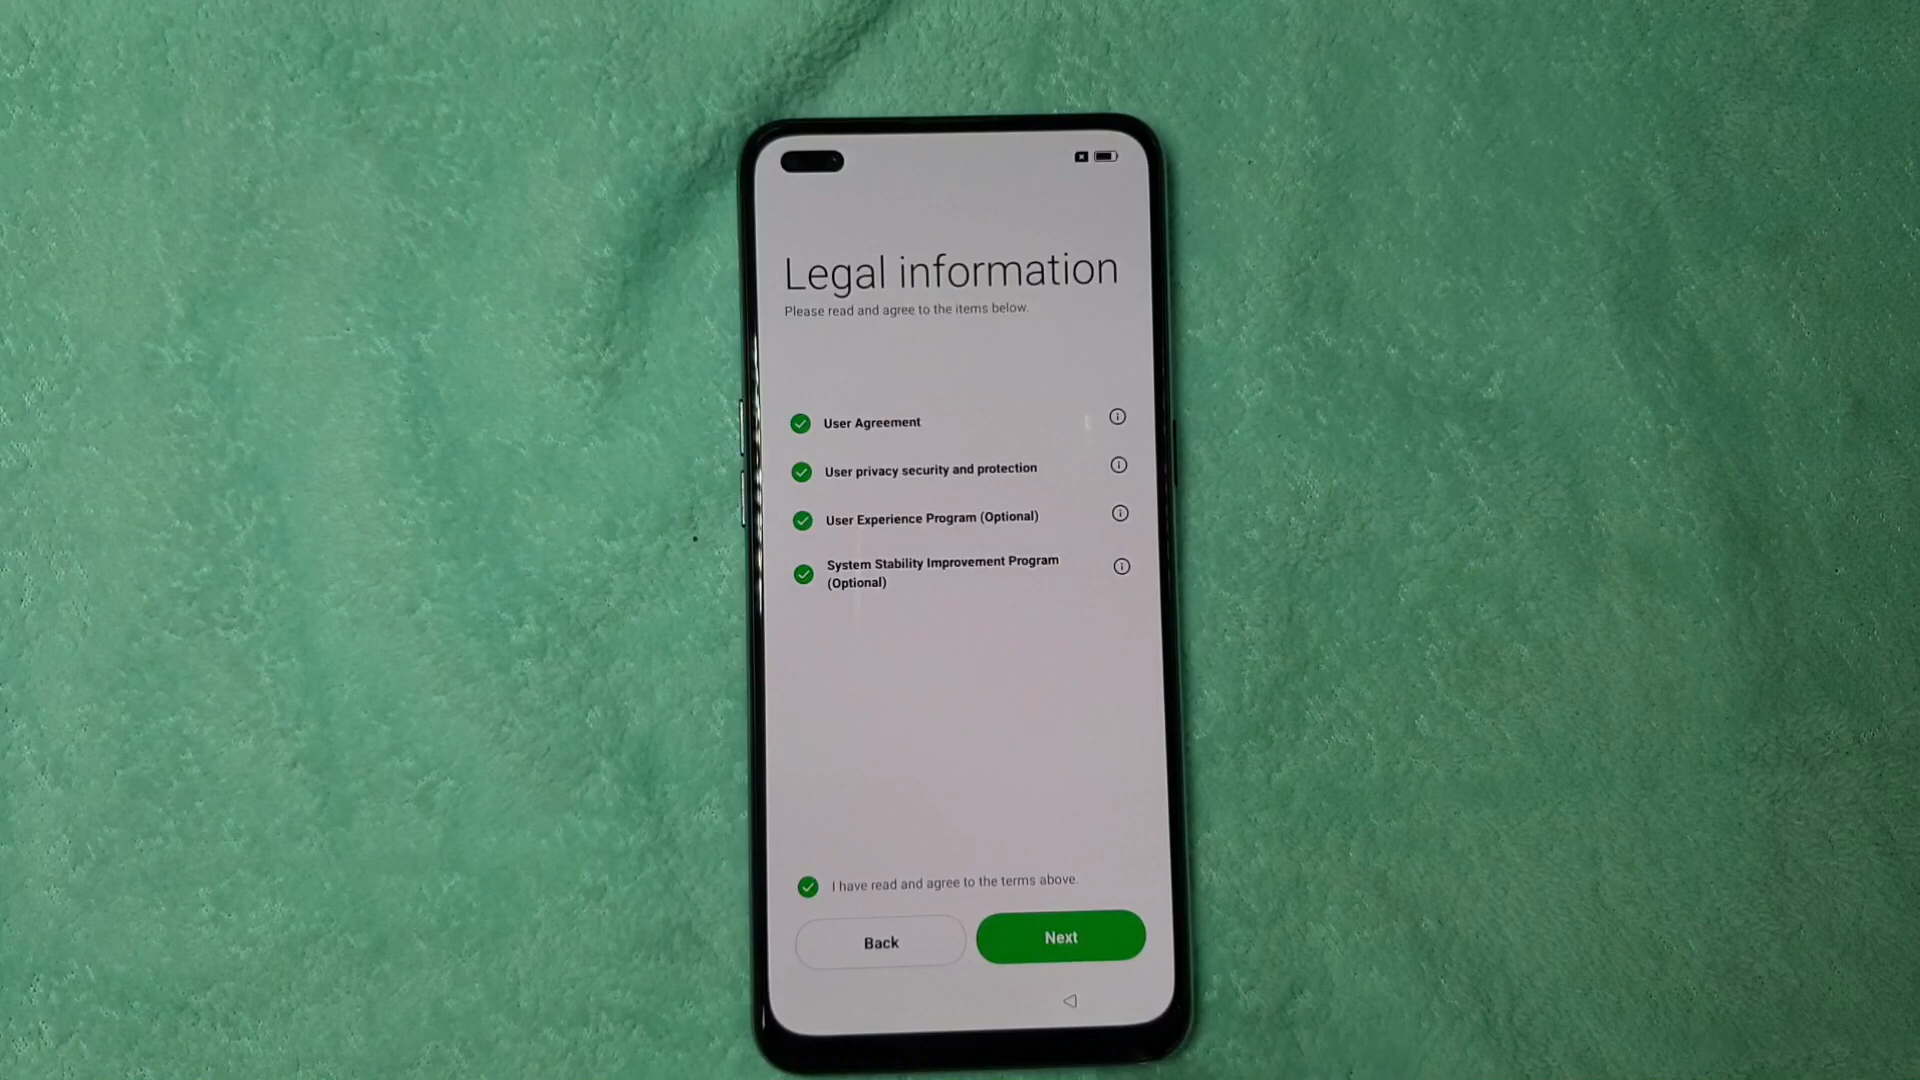 Legal information
Please read and agree to the items below.
User Agreement
User privacy security and protection
User Experience Program (Optional)
System Stability Improvement Program
(Optional)
I have read and agree to the terms above.
Back
Next